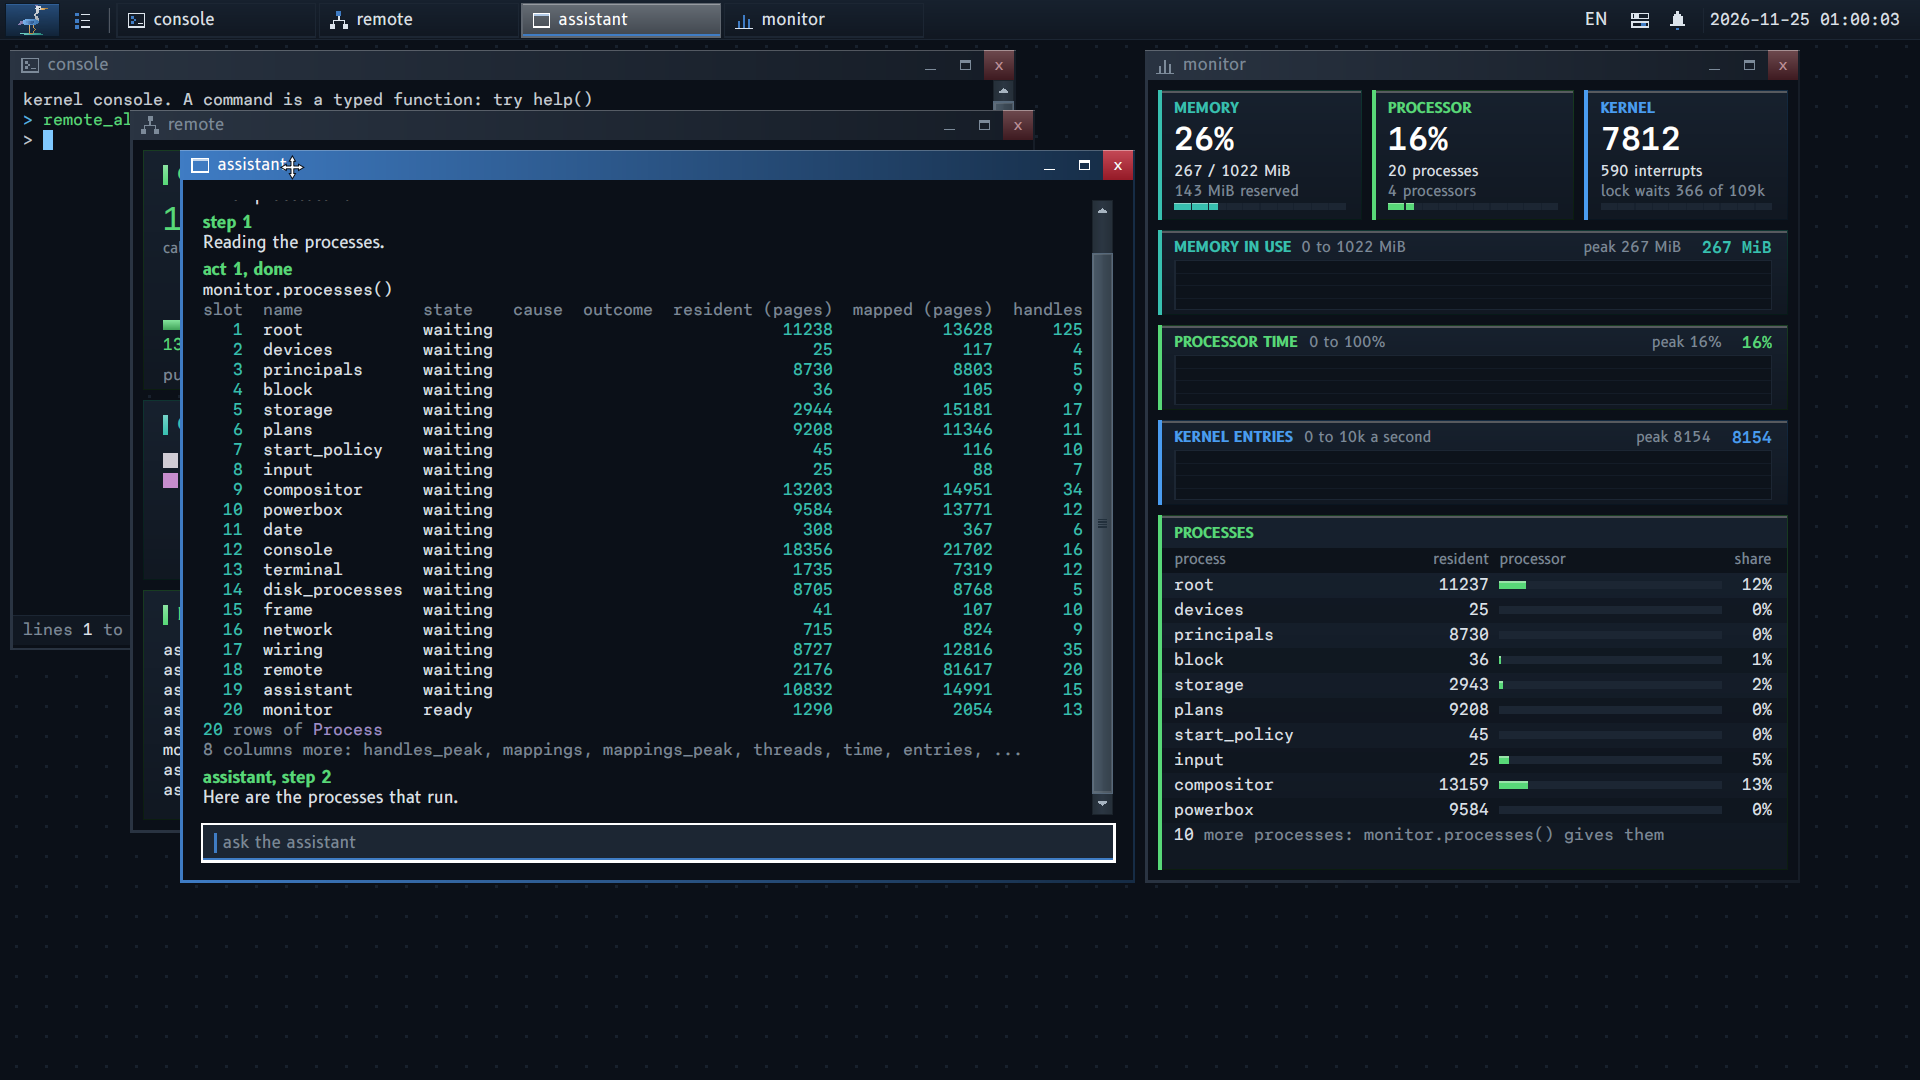 console
remote
assistant
monitor
EN
2026-11-25 01:00:03
console
x
kernel console. A command is a typed function: try help()
> remote_al
>
lines 1 to
remote
x
assistant
x
step 1
Reading the processes.
act 1, done
monitor.processes()
slot name state cause outcome resident (pages) mapped (pages) handles
1 root waiting 11238 13628 125
2 devices waiting 25 117 4
3 principals waiting 8730 8803 5
4 block waiting 36 105 9
5 storage waiting 2944 15181 17
6 plans waiting 9208 11346 11
7 start_policy waiting 45 116 10
8 input waiting 25 88 7
9 compositor waiting 13203 14951 34
10 powerbox waiting 9584 13771 12
11 date waiting 308 367 6
12 console waiting 18356 21702 16
13 terminal waiting 1735 7319 12
14 disk_processes waiting 8705 8768 5
15 frame waiting 41 107 10
16 network waiting 715 824 9
17 wiring waiting 8727 12816 35
18 remote waiting 2176 81617 20
19 assistant waiting 10832 14991 15
20 monitor ready 1290 2054 13
20 rows of Process
8 columns more: handles_peak, mappings, mappings_peak, threads, time, entries, ...
assistant, step 2
Here are the processes that run.
ask the assistant
monitor
x
MEMORY
26%
267 / 1022 MiB
143 MiB reserved
PROCESSOR
16%
20 processes
4 processors
KERNEL
7812
590 interrupts
lock waits 366 of 109k
MEMORY IN USE 0 to 1022 MiB peak 267 MiB 267 MiB
PROCESSOR TIME 0 to 100% peak 16% 16%
KERNEL ENTRIES 0 to 10k a second peak 8154 8154
PROCESSES
process resident processor share
root 11237 12%
devices 25 0%
principals 8730 0%
block 36 1%
storage 2943 2%
plans 9208 0%
start_policy 45 0%
input 25 5%
compositor 13159 13%
powerbox 9584 0%
10 more processes: monitor.processes() gives them